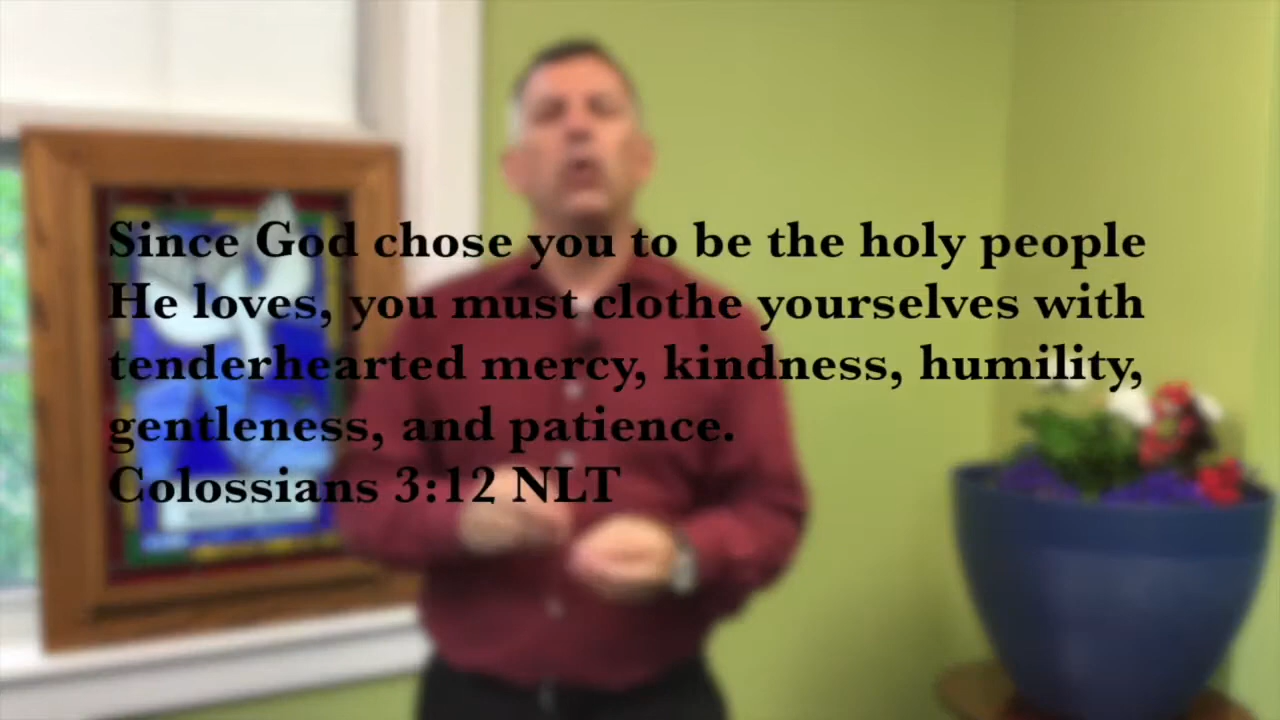 Since God chose you to be the holy people
He loves, you must clothe yourselves with
tenderhearted mercy, kindness, humility,
gentleness, and patience.
Colossians 3:12 NLT